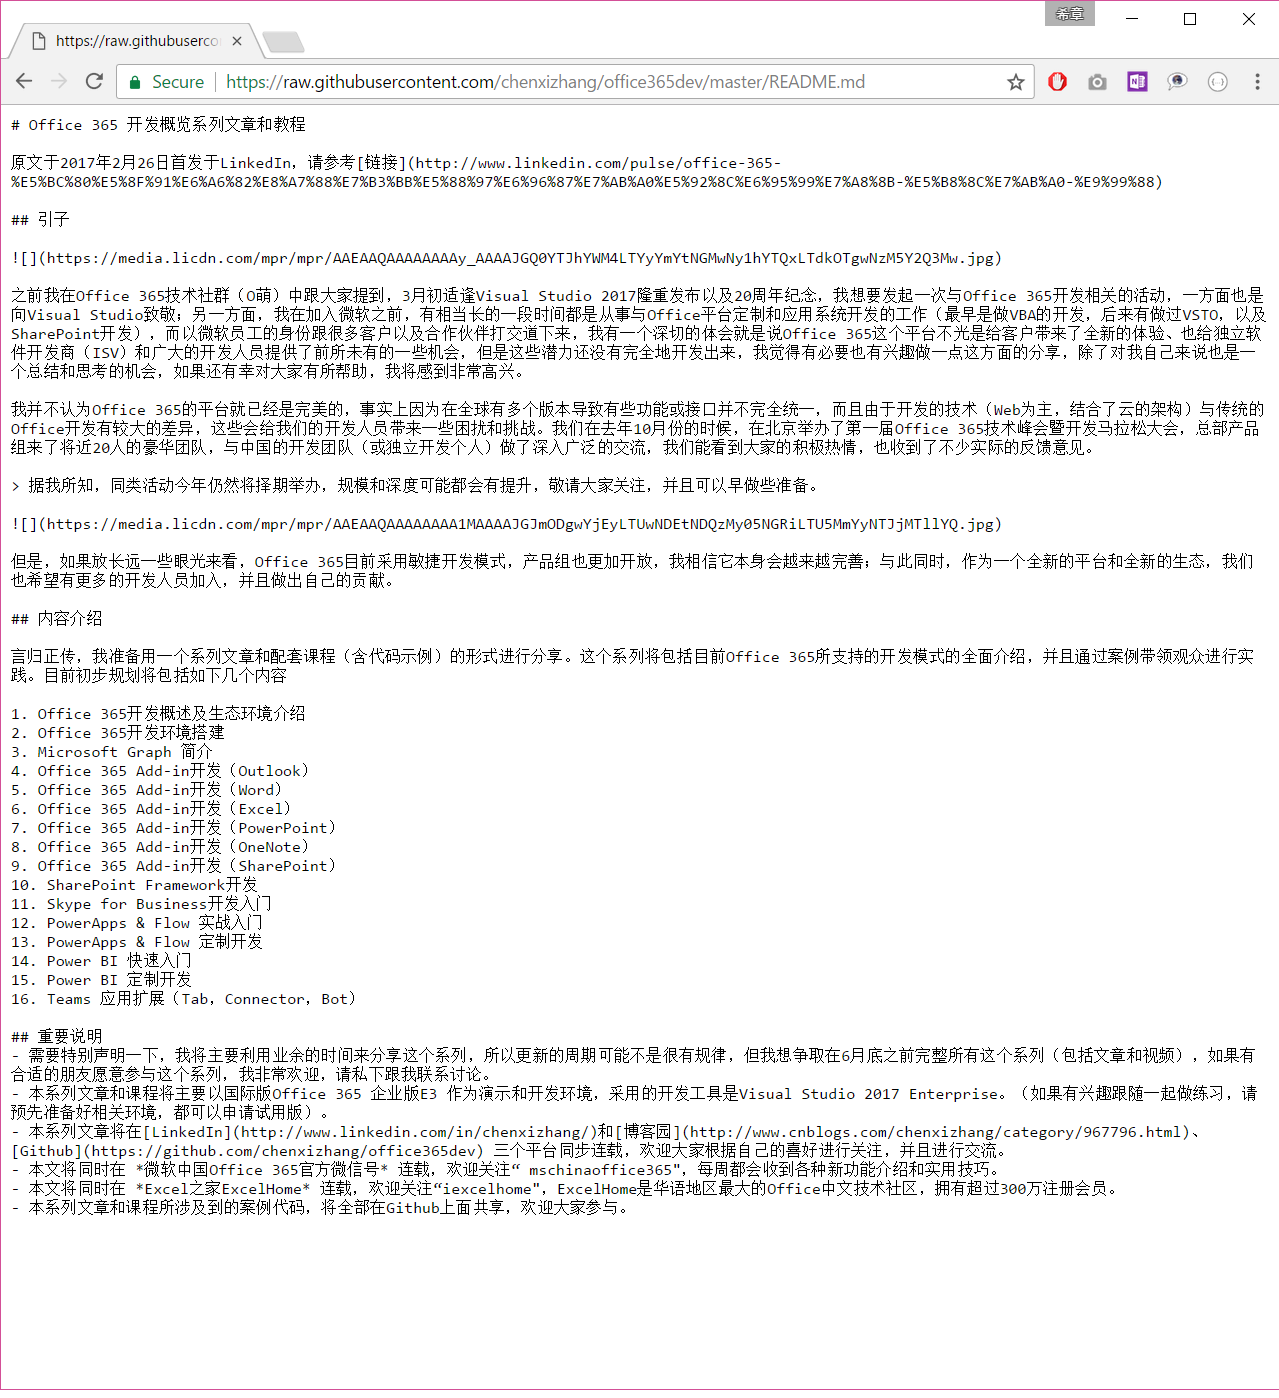 希章
https://raw.githubuserco
Secure
https://raw.githubusercontent.com/chenxizhang/office365dev/master/README.md
# Office 365 开发概览系列文章和教程
原文于2017年2月26日首发于LinkedIn，请参考[链接](http://www.linkedin.com/pulse/office-365-
%E5%BC%80%E5%8F%91%E6%A6%82%E8%A7%88%E7%B3%BB%E5%88%97%E6%96%87%E7%AB%A0%E5%92%8C%E6%95%99%E7%A8%8B-%E5%B8%8C%E7%AB%A0-%E9%99%88)
## 引子
![](https://media.licdn.com/mpr/mpr/AAEAAQAAAAAAAAy_AAAAJGQ0YTJhYWM4LTYyYmYtNGMwNy1hYTQxLTdkOTgwNzM5Y2Q3Mw.jpg)
之前我在Office 365技术社群（O萌）中跟大家提到，3月初适逢Visual Studio 2017隆重发布以及20周年纪念，我想要发起一次与Office 365开发相关的活动，一方面也是
向Visual Studio致敬；另一方面，我在加入微软之前，有相当长的一段时间都是从事与Office平台定制和应用系统开发的工作（最早是做VBA的开发，后来有做过VSTO，以及
SharePoint开发），而以微软员工的身份跟很多客户以及合作伙伴打交道下来，我有一个深切的体会就是说Office 365这个平台不光是给客户带来了全新的体验、也给独立软
件开发商（ISV）和广大的开发人员提供了前所未有的一些机会，但是这些潜力还没有完全地开发出来，我觉得有必要也有兴趣做一点这方面的分享，除了对我自己来说也是一
个总结和思考的机会，如果还有幸对大家有所帮助，我将感到非常高兴。
我并不认为Office 365的平台就已经是完美的，事实上因为在全球有多个版本导致有些功能或接口并不完全统一，而且由于开发的技术（Web为主，结合了云的架构）与传统的
Office开发有较大的差异，这些会给我们的开发人员带来一些困扰和挑战。我们在去年10月份的时候，在北京举办了第一届Office 365技术峰会暨开发马拉松大会，总部产品
组来了将近20人的豪华团队，与中国的开发团队（或独立开发个人）做了深入广泛的交流，我们能看到大家的积极热情，也收到了不少实际的反馈意见。
> 据我所知，同类活动今年仍然将择期举办，规模和深度可能都会有提升，敬请大家关注，并且可以早做些准备。
![](https://media.licdn.com/mpr/mpr/AAEAAQAAAAAAAA1MAAAAJGJmODgwYjEyLTUwNDEtNDQzMy05NGRiLTU5MmYyNTJjMTllYQ.jpg)
但是，如果放长远一些眼光来看，Office 365目前采用敏捷开发模式，产品组也更加开放，我相信它本身会越来越完善；与此同时，作为一个全新的平台和全新的生态，我们
也希望有更多的开发人员加入，并且做出自己的贡献。
## 内容介绍
言归正传，我准备用一个系列文章和配套课程（含代码示例）的形式进行分享。这个系列将包括目前Office 365所支持的开发模式的全面介绍，并且通过案例带领观众进行实
践。目前初步规划将包括如下几个内容
1. Office 365开发概述及生态环境介绍
2. Office 365开发环境搭建
3. Microsoft Graph 简介
4. Office 365 Add-in开发（Outlook）
5. Office 365 Add-in开发（Word）
6. Office 365 Add-in开发（Excel）
7. Office 365 Add-in开发（PowerPoint）
8. Office 365 Add-in开发（OneNote）
9. Office 365 Add-in开发（SharePoint）
10. SharePoint Framework开发
11. Skype for Business开发入门
12. PowerApps & Flow 实战入门
13. PowerApps & Flow 定制开发
14. Power BI 快速入门
15. Power BI 定制开发
16. Teams 应用扩展（Tab，Connector，Bot）
## 重要说明
- 需要特别声明一下，我将主要利用业余的时间来分享这个系列，所以更新的周期可能不是很有规律，但我想争取在6月底之前完整所有这个系列（包括文章和视频），如果有
合适的朋友愿意参与这个系列，我非常欢迎，请私下跟我联系讨论。
- 本系列文章和课程将主要以国际版Office 365 企业版E3 作为演示和开发环境，采用的开发工具是Visual Studio 2017 Enterprise。（如果有兴趣跟随一起做练习，请
预先准备好相关环境，都可以申请试用版）。
- 本系列文章将在[LinkedIn](http://www.linkedin.com/in/chenxizhang/)和[博客园](http://www.cnblogs.com/chenxizhang/category/967796.html)、
[Github](https://github.com/chenxizhang/office365dev) 三个平台同步连载，欢迎大家根据自己的喜好进行关注，并且进行交流。
- 本文将同时在 *微软中国Office 365官方微信号* 连载，欢迎关注“ mschinaoffice365"，每周都会收到各种新功能介绍和实用技巧。
- 本文将同时在 *Excel之家ExcelHome* 连载，欢迎关注“iexcelhome"，ExcelHome是华语地区最大的Office中文技术社区，拥有超过300万注册会员。
- 本系列文章和课程所涉及到的案例代码，将全部在Github上面共享，欢迎大家参与。